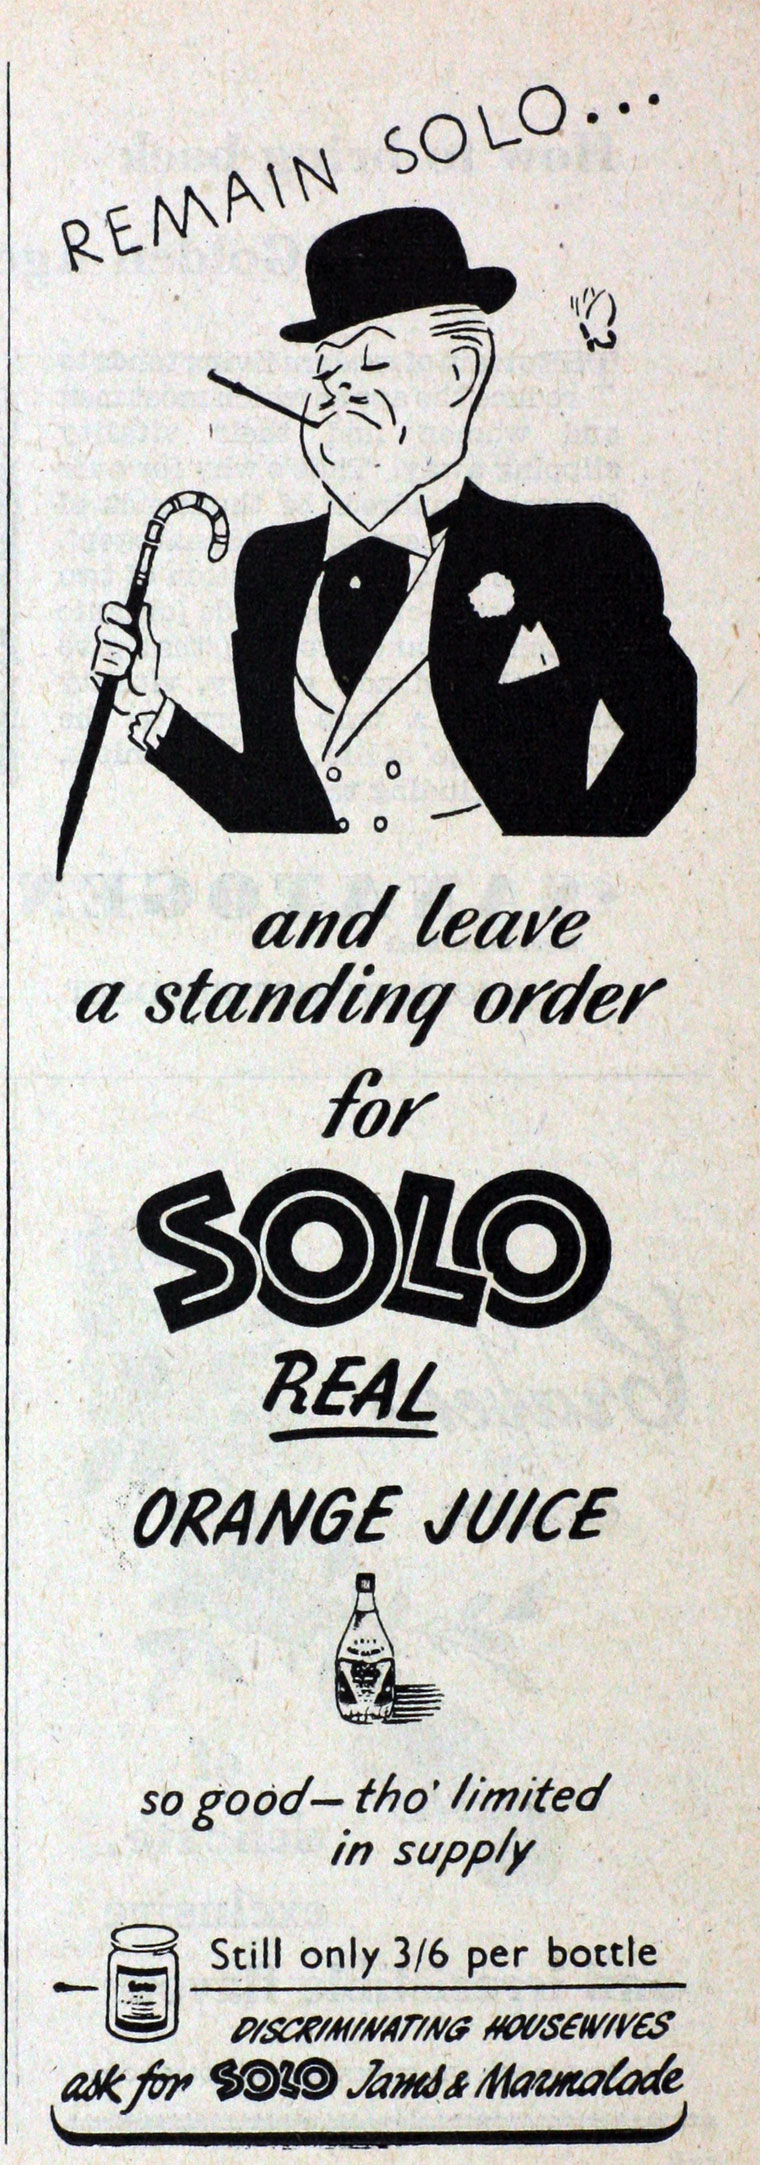 REMAIN SOLO...
and leave
a standing order
for
SOLO
REAL
ORANGE JUICE
so good—tho' limited
in supply
Still only 3/6 per bottle
DISCRIMINATING HOUSEWIVES
ask for SOLO Jams & Marmalade